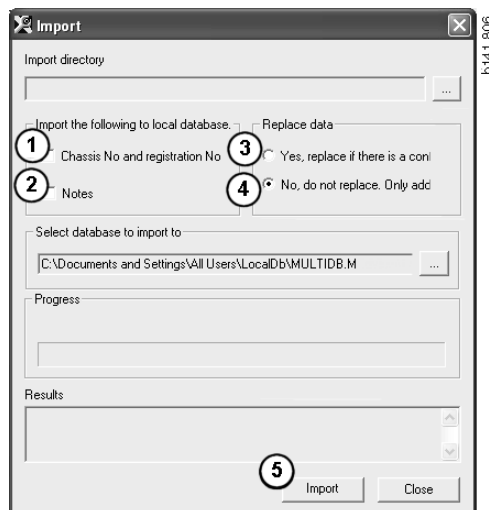 Import
b141 906
Import directory
...
Import the following to local database.
Replace data
1
Chassis No and registration No
3
Yes, replace if there is a conf
2
Notes
4
No, do not replace. Only add
Select database to import to
C:\Documents and Settings\All Users\LocalDb\MULTIDB.M
...
Progress
Results
5
Import
Close